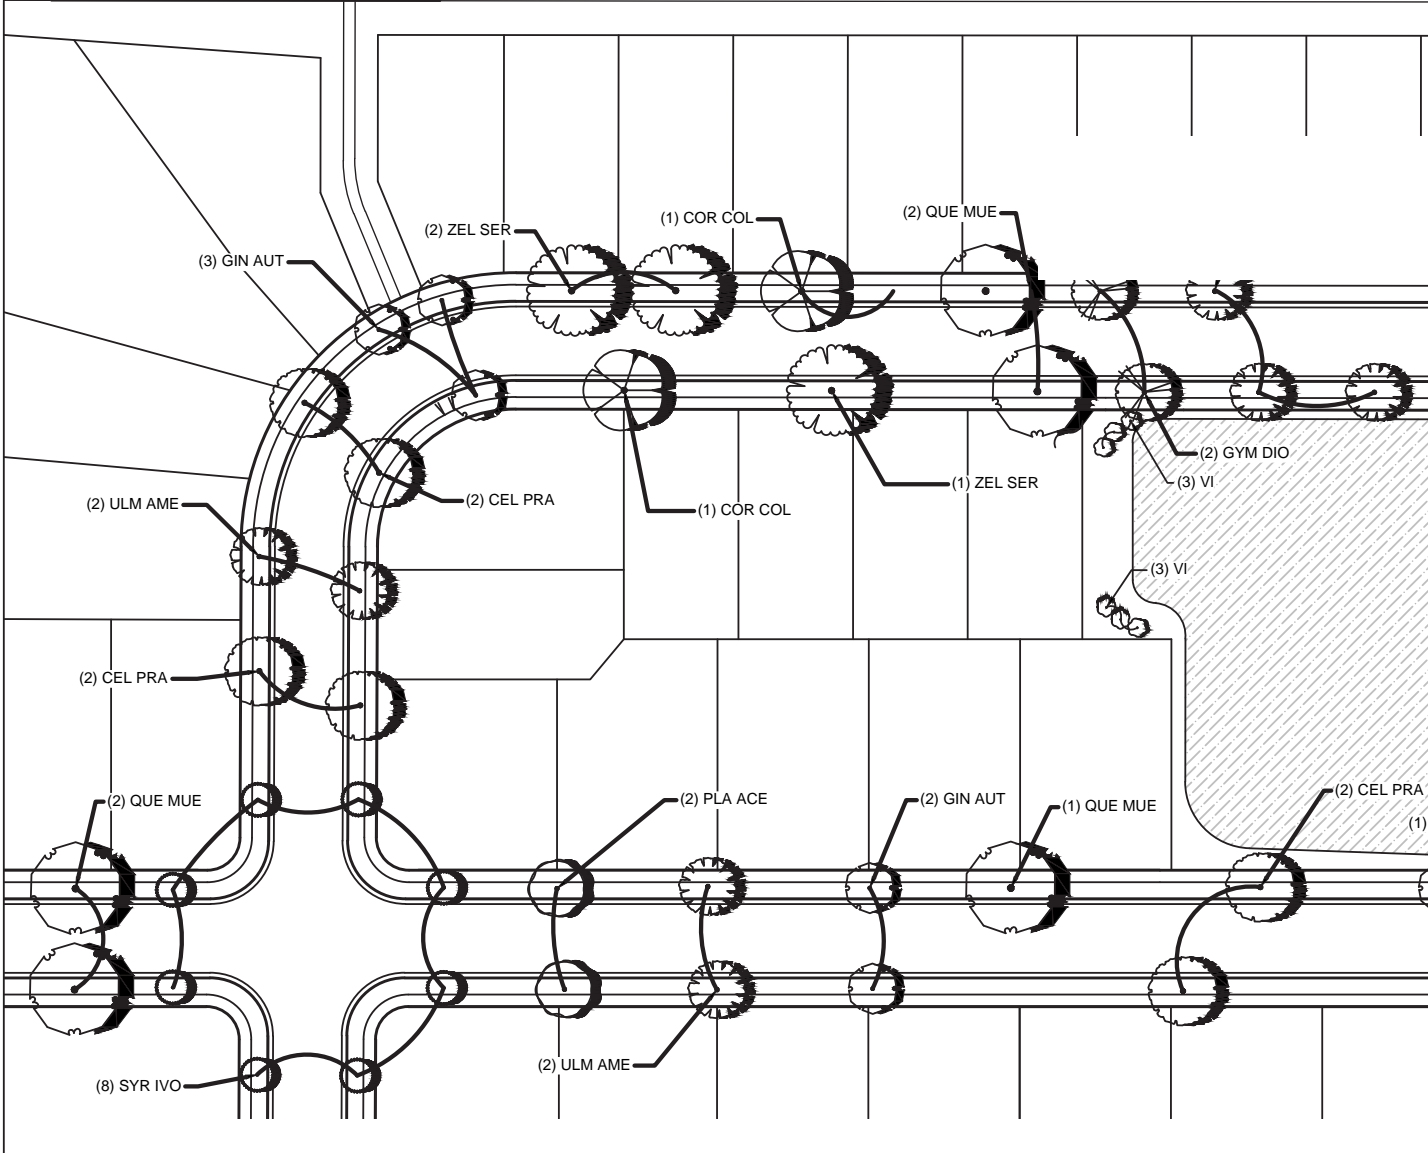 (2) QUE MUE
(1) COR COL
(2) ZEL SER
(3) GIN AUT
(2) GYM DIO
(3) VI
(1) ZEL SER
(2) CEL PRA
(2) ULM AME
(1) COR COL
(3) VI
(2) CEL PRA
(2) CEL PRA
(2) QUE MUE
(2) PLA ACE
(2) GIN AUT
(1) QUE MUE
(1)
(2) ULM AME
(8) SYR IVO